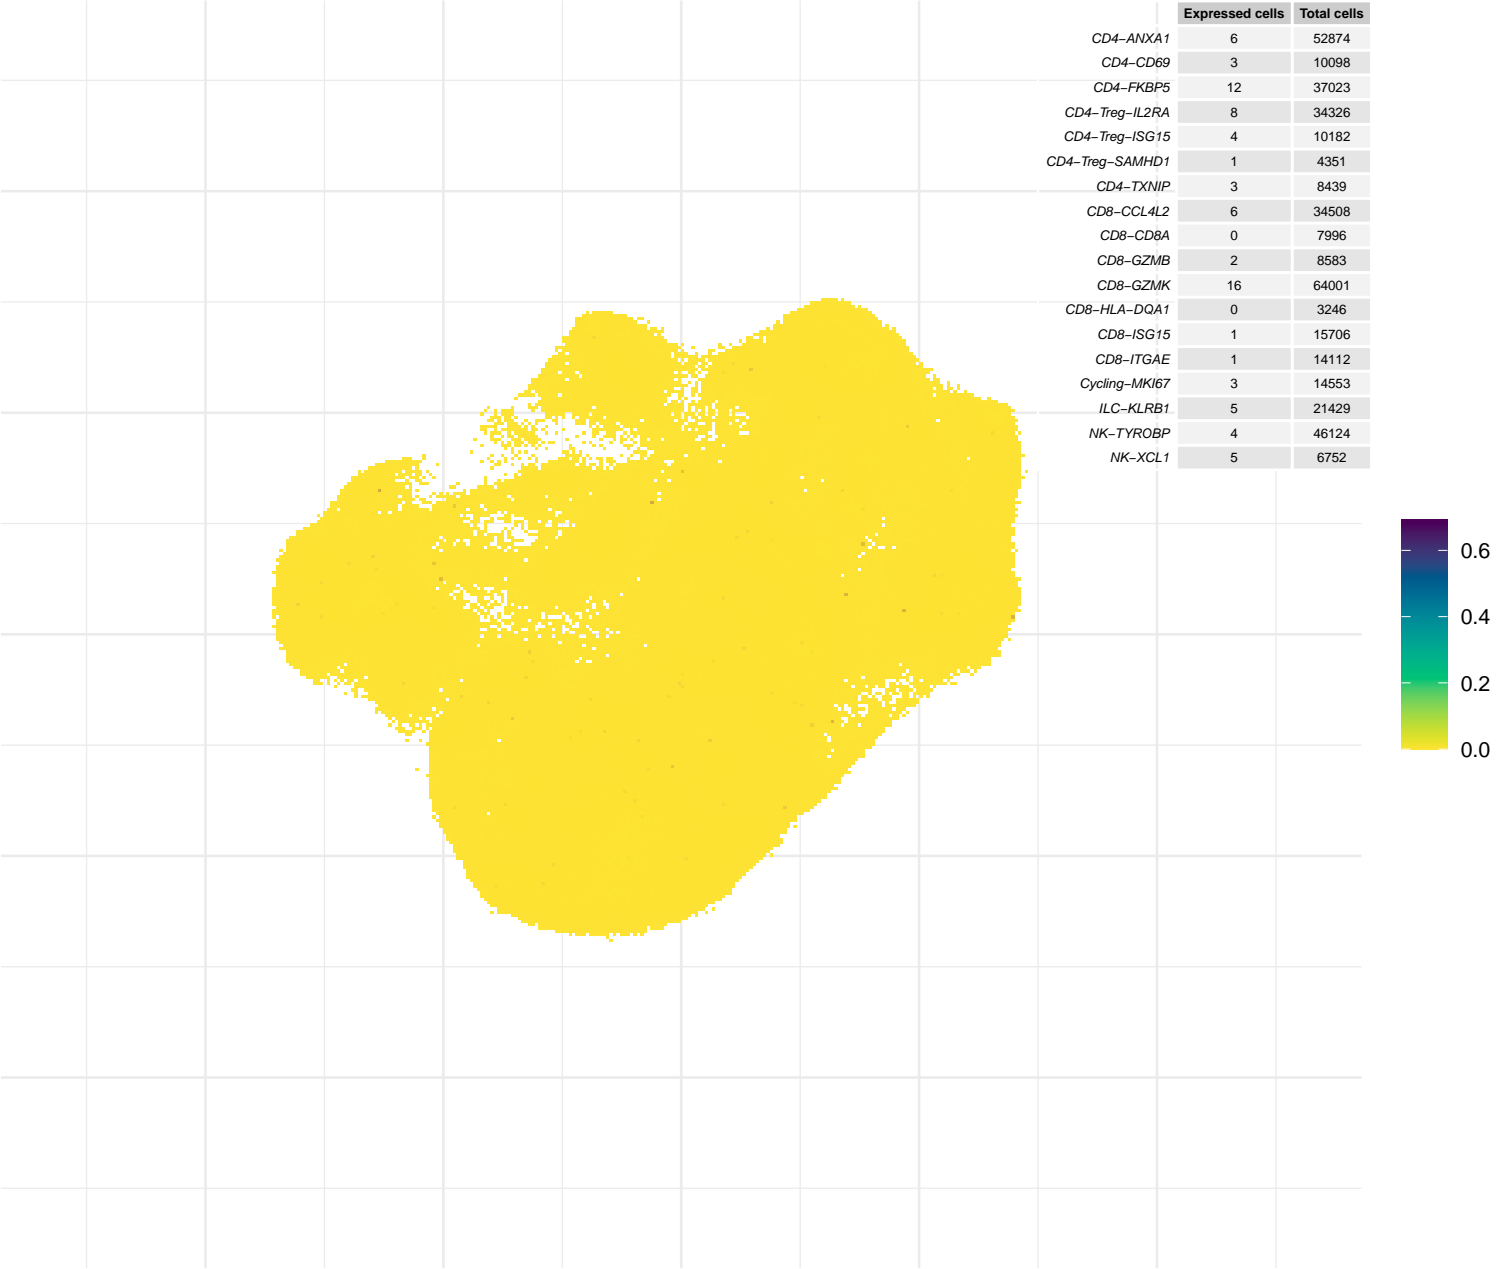 Expressed cells Total cells
CD4−ANXA1 6 52874
CD4−CD69 3 10098
CD4−FKBP5 12 37023
CD4−Treg−IL2RA 8 34326
CD4−Treg−ISG15 4 10182
CD4−Treg−SAMHD1 1 4351
CD4−TXNIP 3 8439
CD8−CCL4L2 6 34508
CD8−CD8A 0 7996
CD8−GZMB 2 8583
CD8−GZMK 16 64001
CD8−HLA−DQA1 0 3246
CD8−ISG15 1 15706
CD8−ITGAE 1 14112
Cycling−MKI67 3 14553
ILC−KLRB1 5 21429
NK−TYROBP 4 46124
NK−XCL1 5 6752
0.6
0.4
0.2
0.0